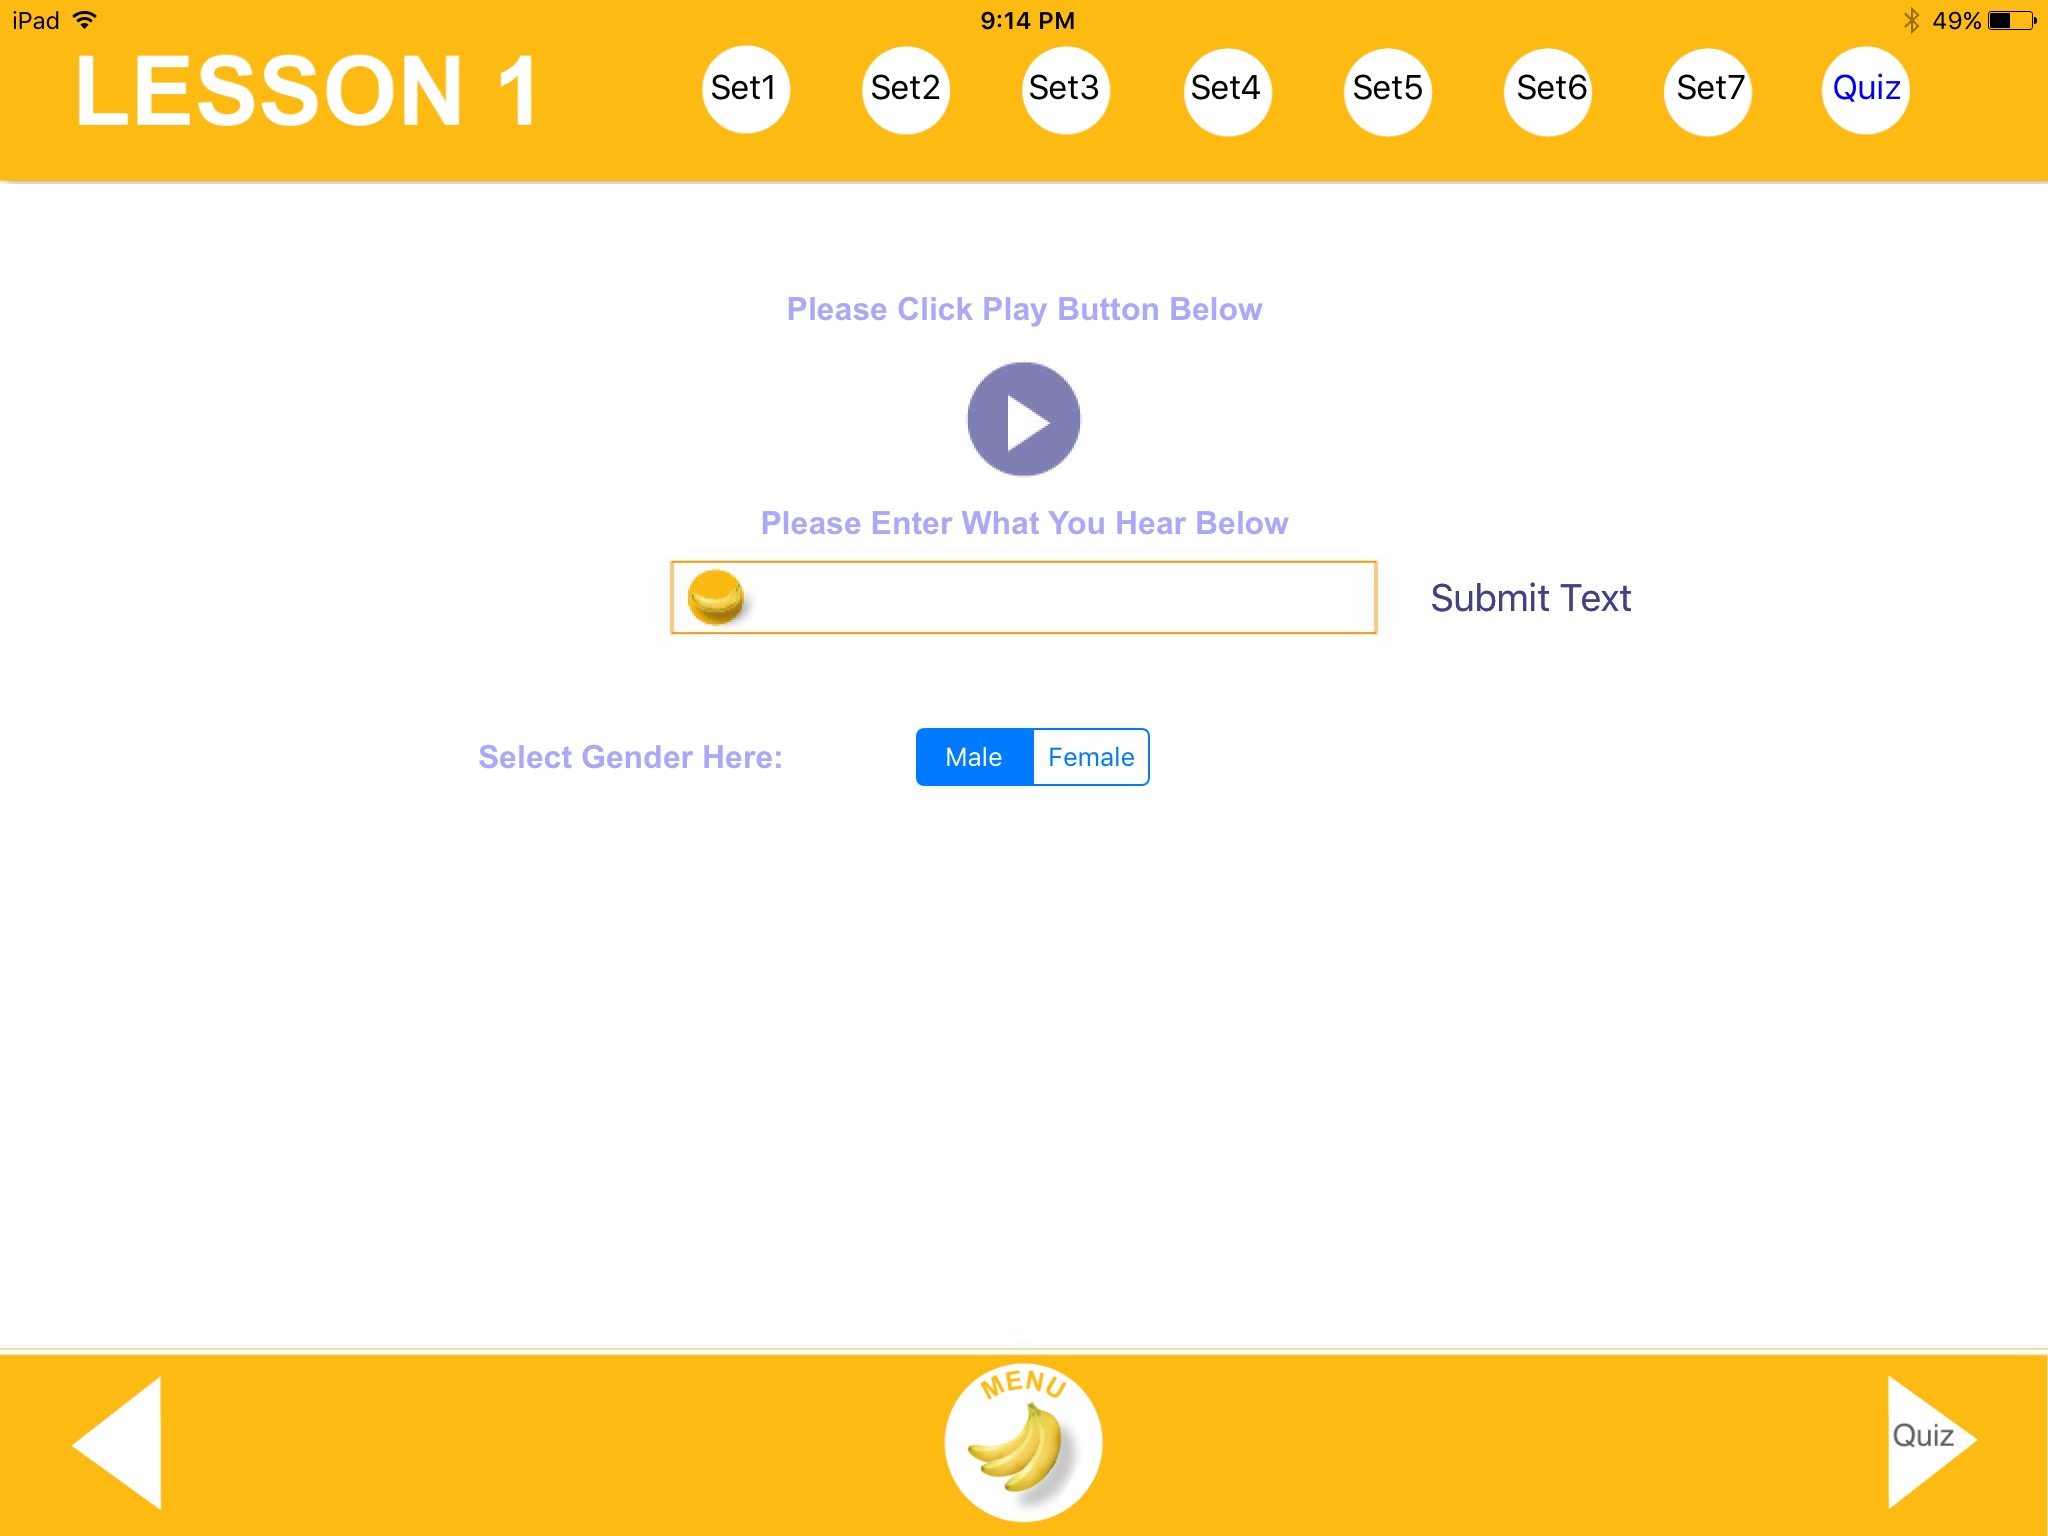 iPad 9:14 PM 49%
LESSON 1 Set1 Set2 Set3 Set4 Set5 Set6 Set7 Quiz
Please Click Play Button Below
Please Enter What You Hear Below
Submit Text
Select Gender Here: Male Female
MENU
Quiz